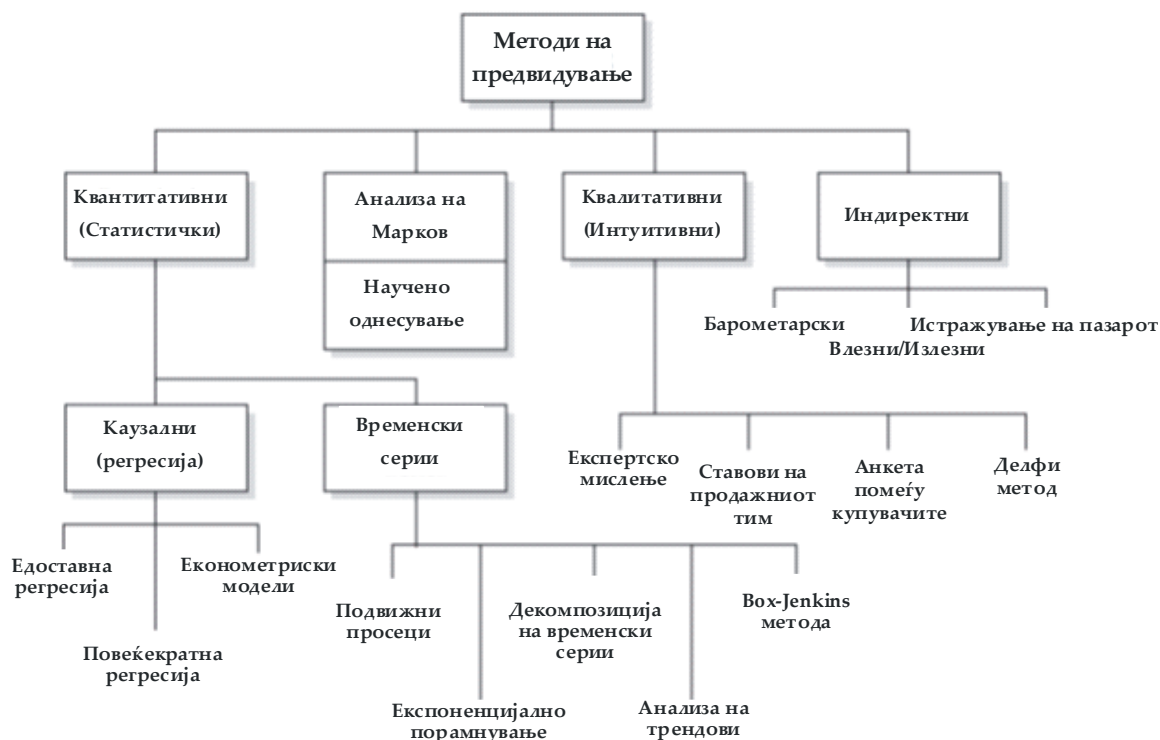 Методи на
предвидување
Квантитативни
(Статистички)
Анализа на
Марков
Научено
однесување
Квалитативни
(Интуитивни)
Индиректни
Барометарски
Влезни/Излезни
Истражување на пазарот
Каузални
(регресија)
Временски
серии
Експертско
мислење
Ставови на
продажниот
тим
Анкета
помеѓу
купувачите
Делфи
метод
Едоставна
регресија
Повеќекратна
регресија
Економетриски
модели
Подвижни
просеци
Експоненцијално
порамнување
Декомпозиција
на временски
серии
Анализа на
трендови
Box-Jenkins
метода